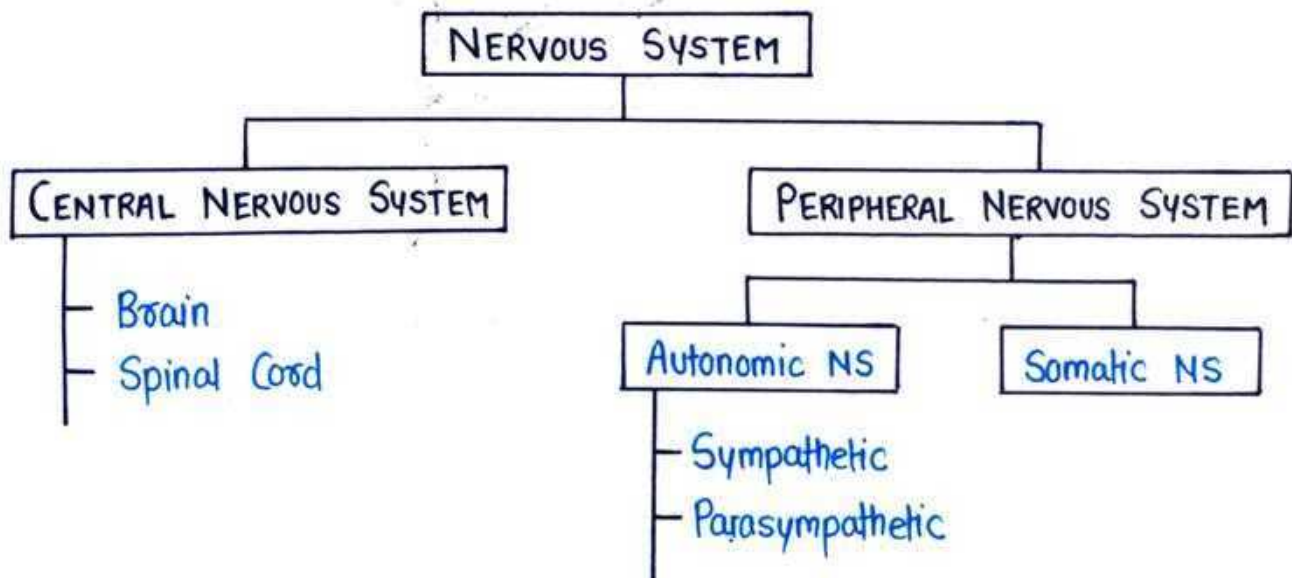 NERVOUS SYSTEM
CENTRAL NERVOUS SYSTEM
PERIPHERAL NERVOUS SYSTEM
Brain
Spinal Cord
Autonomic NS
Somatic NS
Sympathetic
Parasympathetic